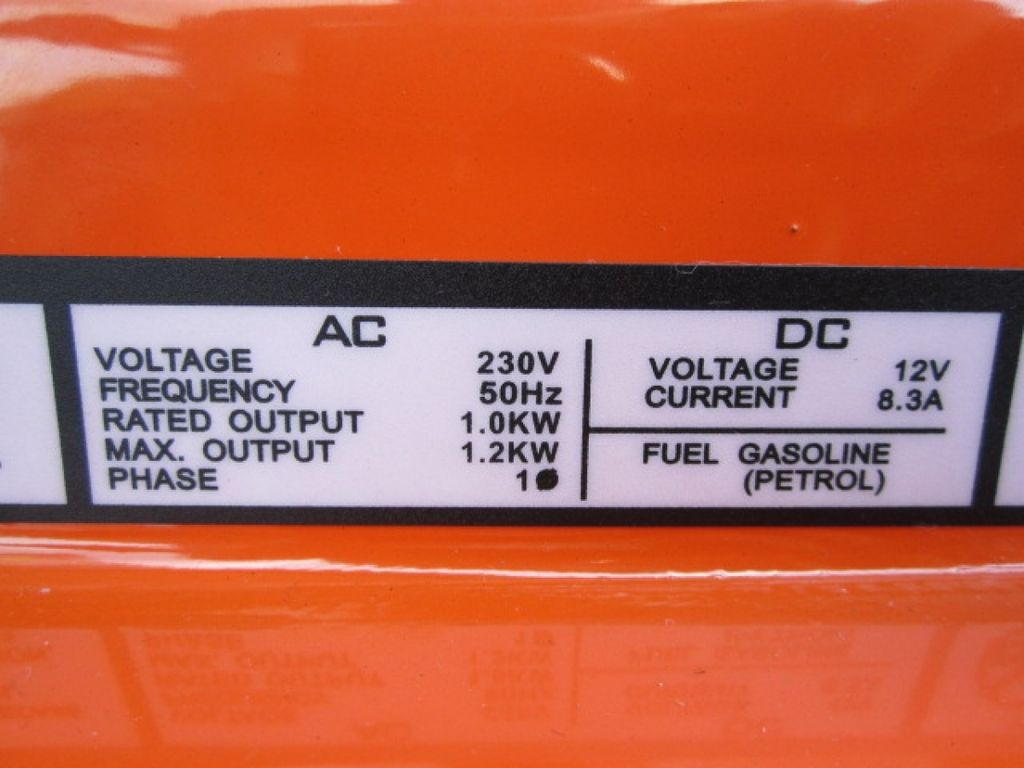 AC
VOLTAGE 230V
FREQUENCY 50Hz
RATED OUTPUT 1.0KW
MAX. OUTPUT 1.2KW
PHASE 1Ø
DC
VOLTAGE 12V
CURRENT 8.3A
FUEL GASOLINE
(PETROL)